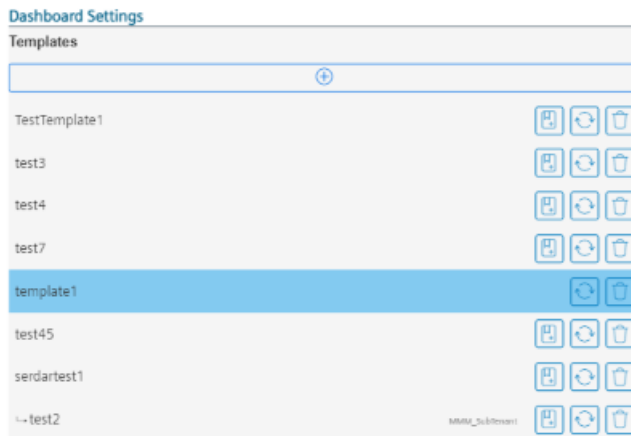 Dashboard Settings
Templates
TestTemplate1
test3
test4
test7
template1
test45
serdartest1
test2 MMM_SubTenant